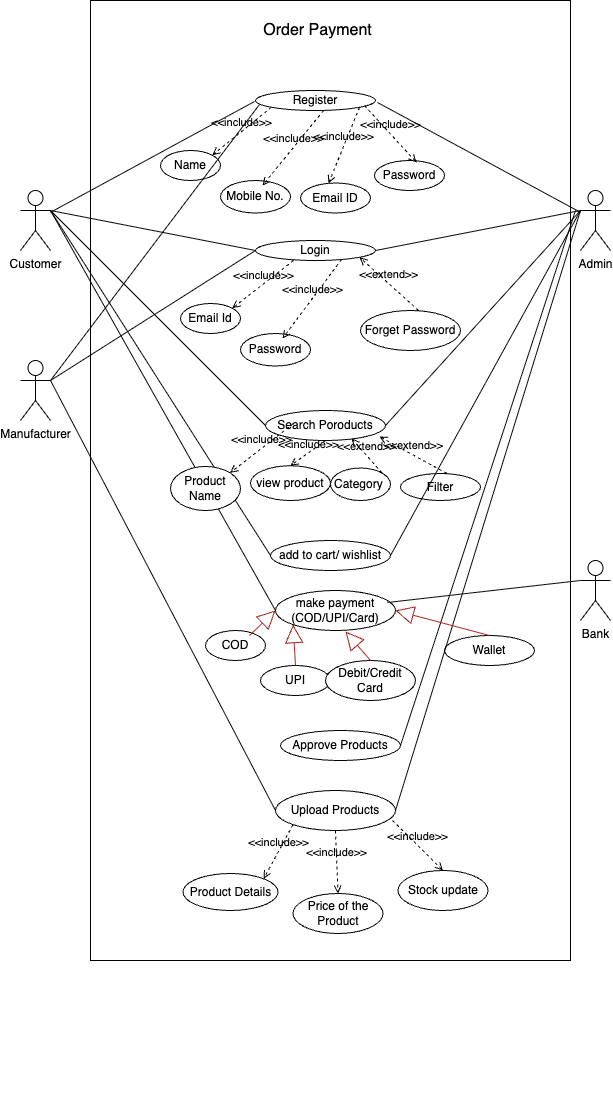 Order Payment
Register
<<include>>
<<include>>
<<include>>
<<include>>
Name
Mobile No.
Email ID
Password
Customer
Admin
Login
<<include>>
<<include>>
<<extend>>
Email Id
Password
Forget Password
Manufacturer
Search Poroducts
<<include>>
<<include>>
<<extend>>
<<extend>>
Product
Name
view product
Category
Filter
add to cart/ wishlist
make payment
(COD/UPI/Card)
Bank
COD
UPI
Debit/Credit
Card
Wallet
Approve Products
Upload Products
<<include>>
<<include>>
<<include>>
Product Details
Price of the
Product
Stock update